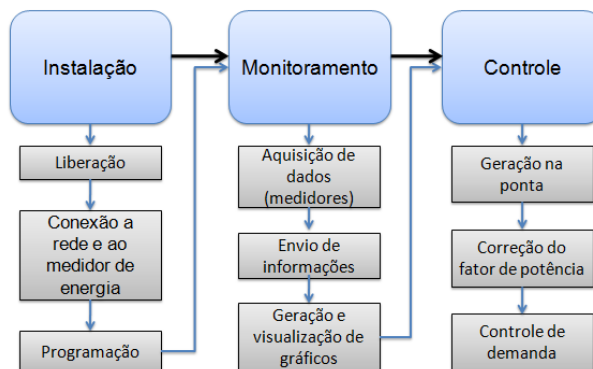 Instalação
Monitoramento
Controle
Liberação
Conexão a
rede e ao
medidor de
energia
Programação
Aquisição de
dados
(medidores)
Envio de
informações
Geração e
visualização de
gráficos
Geração na
ponta
Correção do
fator de potência
Controle de
demanda